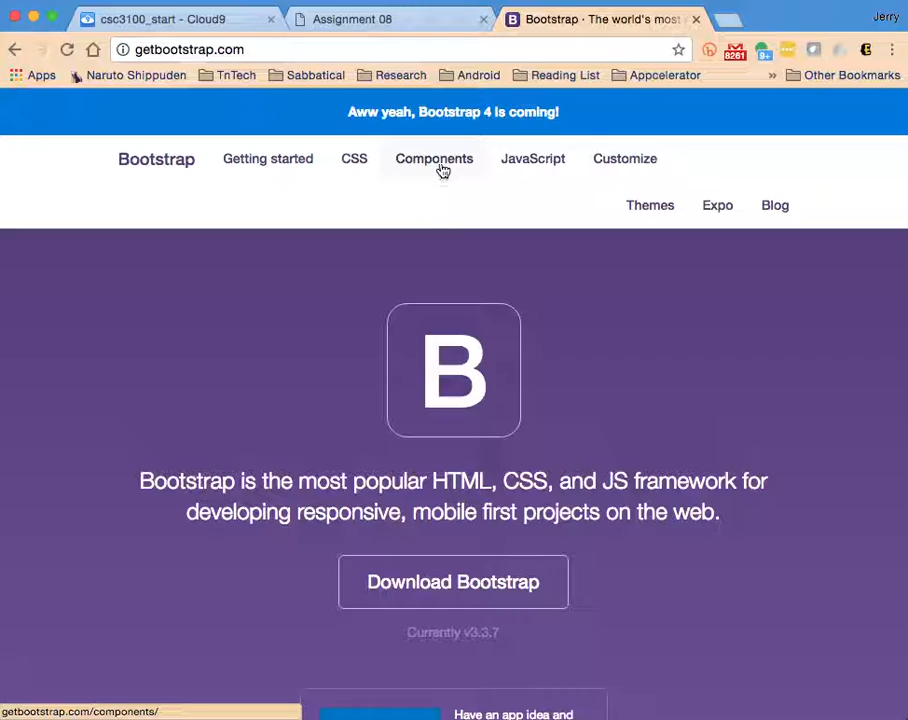 csc3100_start - Cloud9
Assignment 08
B Bootstrap · The world's most
Jerry
getbootstrap.com
8261
9+
Apps
Naruto Shippuden
TnTech
Sabbatical
Research
Android
Reading List
Appcelerator
»
Other Bookmarks
Aww yeah, Bootstrap 4 is coming!
Bootstrap
Getting started
CSS
Components
JavaScript
Customize
Themes
Expo
Blog
B
Bootstrap is the most popular HTML, CSS, and JS framework for
developing responsive, mobile first projects on the web.
Download Bootstrap
Currently v3.3.7
Have an app idea and
getbootstrap.com/components/